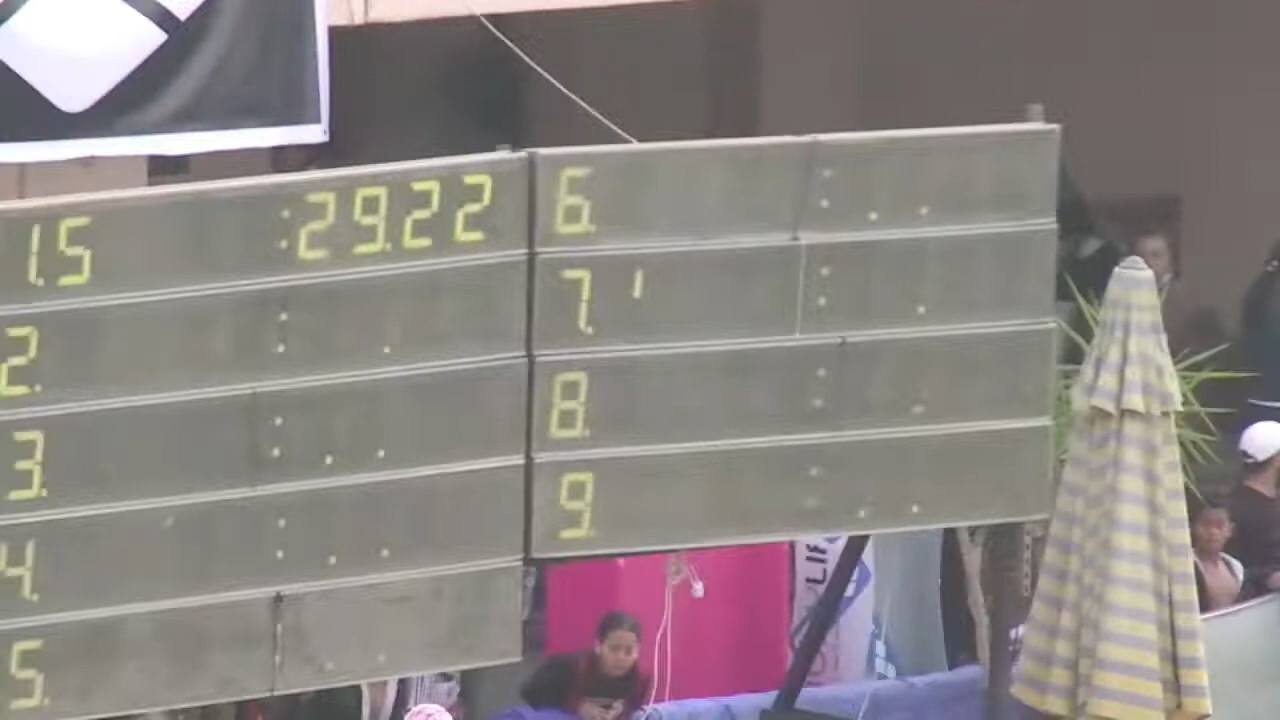 1.5 :29.22
2. : .
3. : . .
4. : . .
5.
6. : . .
7. ' : .
8. : .
9. : . .